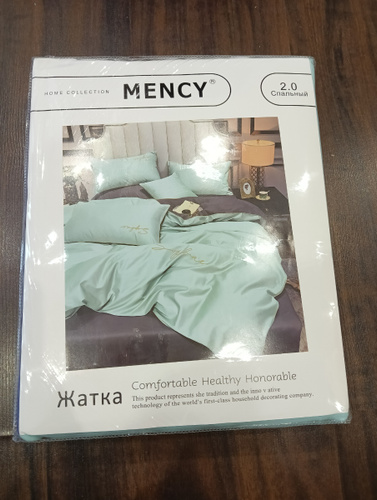 HOME COLLECTION MENCY® 2.0
Спальный
Comfortable Healthy Honorable
Жатка This product represents she tradition and the inno v ative
technology of the world's first-class household decorating company.